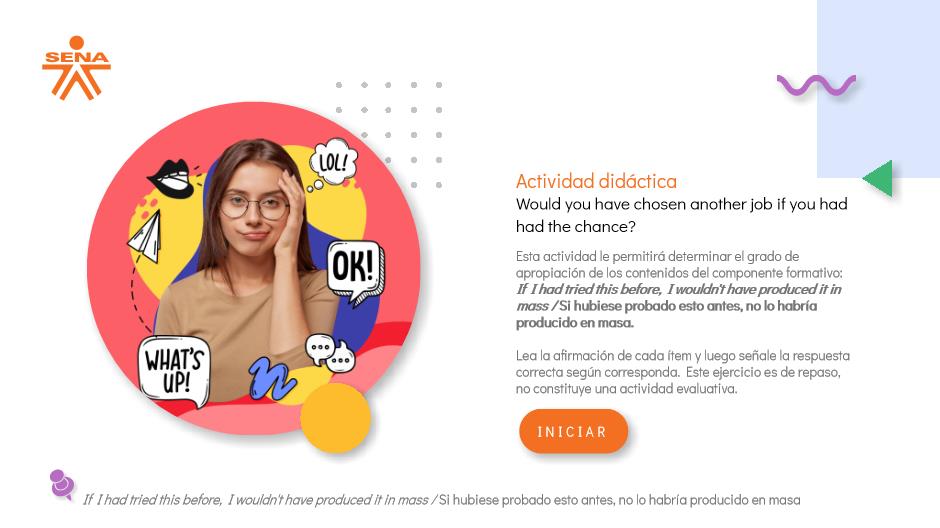 SENA
LOL!
OK!
WHAT'S
UP!
Actividad didáctica
Would you have chosen another job if you had
had the chance?
Esta actividad le permitirá determinar el grado de
apropiación de los contenidos del componente formativo:
If I had tried this before, I wouldn't have produced it in
mass / Si hubiese probado esto antes, no lo habría
producido en masa.
Lea la afirmación de cada ítem y luego señale la respuesta
correcta según corresponda. Este ejercicio es de repaso,
no constituye una actividad evaluativa.
INICIAR
If I had tried this before, I wouldn't have produced it in mass / Si hubiese probado esto antes, no lo habría producido en masa